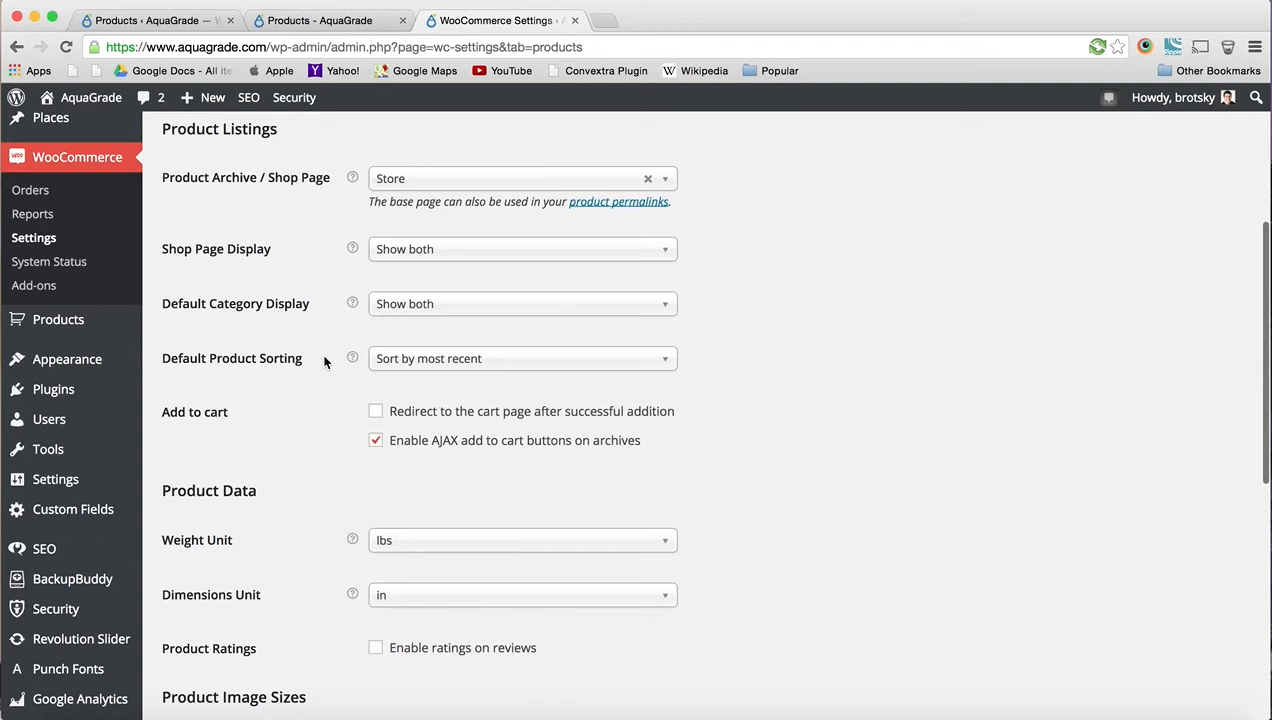 Products ‹ AquaGrade — W
Products - AquaGrade
WooCommerce Settings ‹ A
https://www.aquagrade.com/wp-admin/admin.php?page=wc-settings&tab=products
Apps
Google Docs - All ite
Apple
Yahoo!
Google Maps
YouTube
Convextra Plugin
Wikipedia
Popular
Other Bookmarks
AquaGrade
2
New
SEO
Security
Howdy, brotsky
Places
WooCommerce
Orders
Reports
Settings
System Status
Add-ons
Products
Appearance
Plugins
Users
Tools
Settings
Custom Fields
SEO
BackupBuddy
Security
Revolution Slider
Punch Fonts
Google Analytics
Product Listings
Product Archive / Shop Page
Store
The base page can also be used in your product permalinks.
Shop Page Display
Show both
Default Category Display
Show both
Default Product Sorting
Sort by most recent
Add to cart
Redirect to the cart page after successful addition
Enable AJAX add to cart buttons on archives
Product Data
Weight Unit
lbs
Dimensions Unit
in
Product Ratings
Enable ratings on reviews
Product Image Sizes